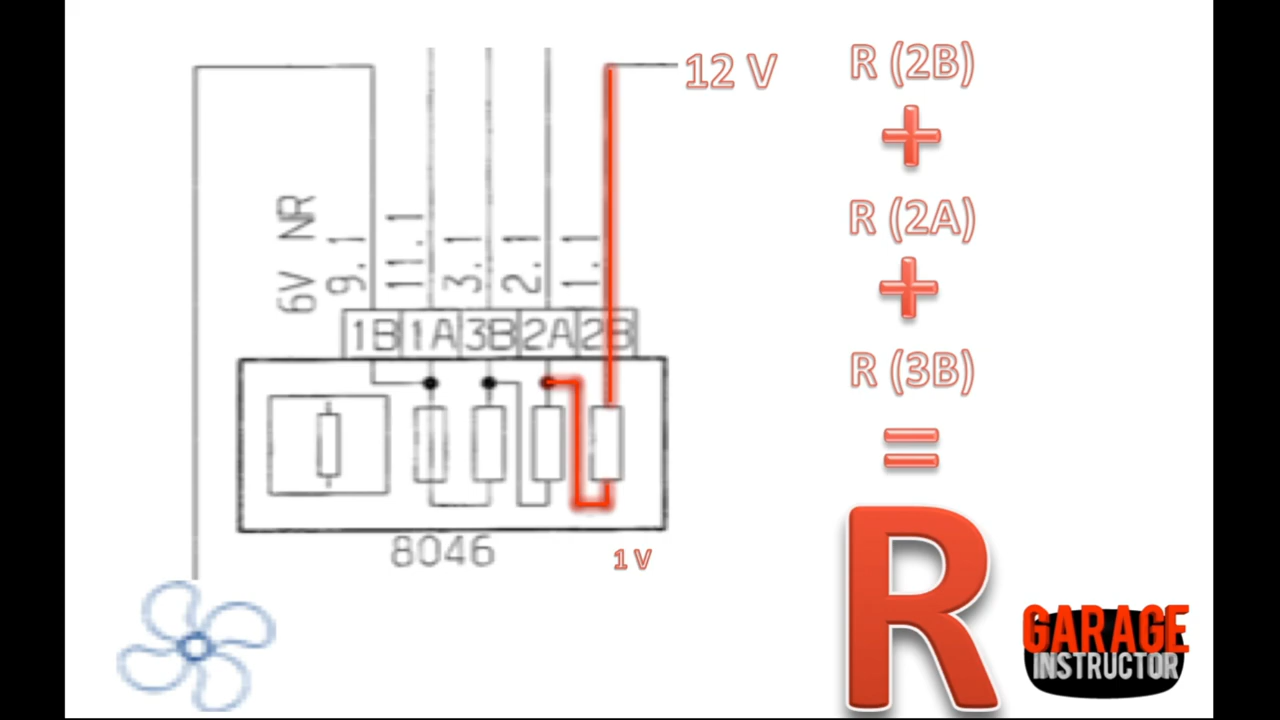 12 V
6V NR
9.1
11.1
3.1
2.1
1.1
1B 1A 3B 2A 2B
8046
1 V
R (2B)
+
R (2A)
+
R (3B)
=
R
GARAGE
INSTRUCTOR